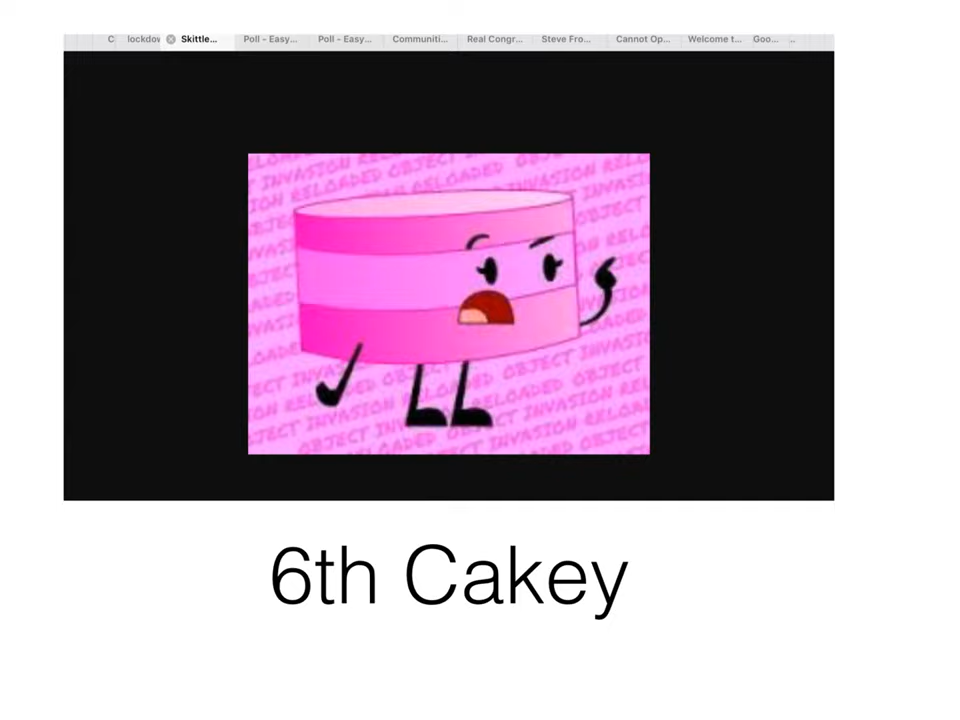 C lockdow Skittle... Poll - Easy... Poll - Easy... Communiti... Real Congr... Steve Fro... Cannot Op... Welcome t... Goo... ..
OBJECT INVASION RELOADED
6th Cakey